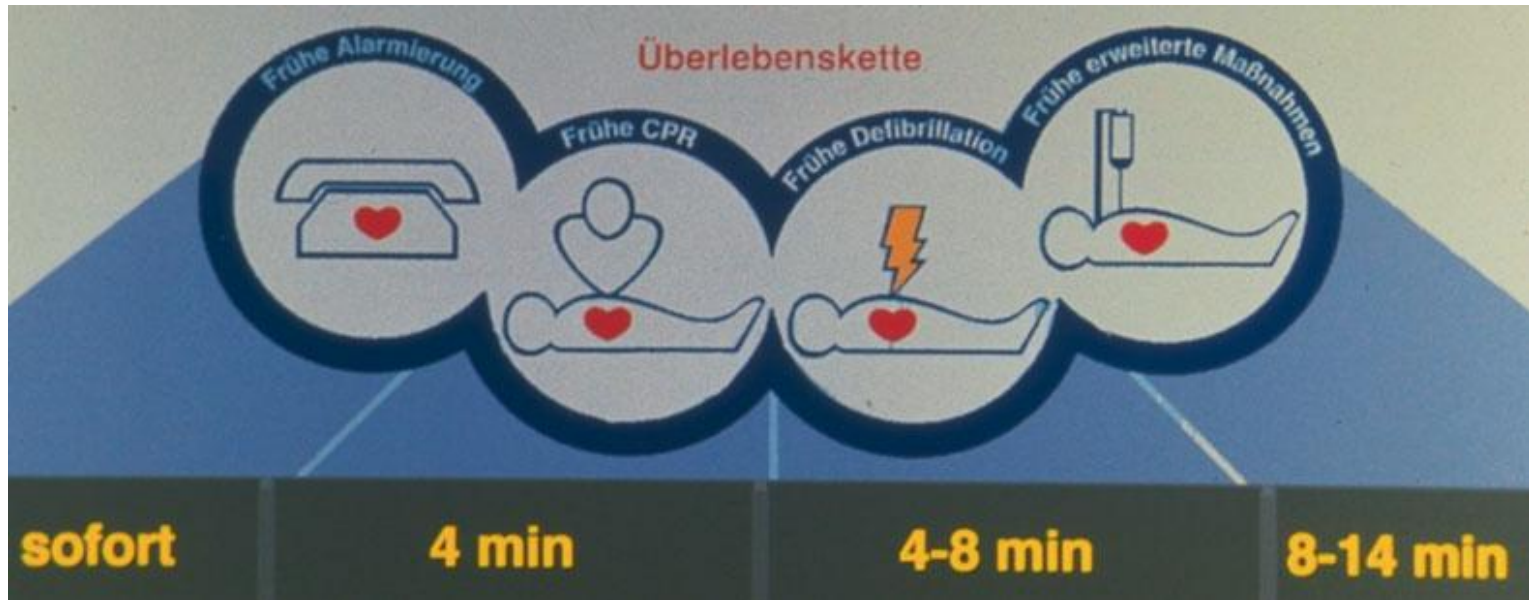 Überlebenskette
Frühe Alarmierung
Frühe CPR
Frühe Defibrillation
Frühe erweiterte Maßnahmen
sofort
4 min
4-8 min
8-14 min